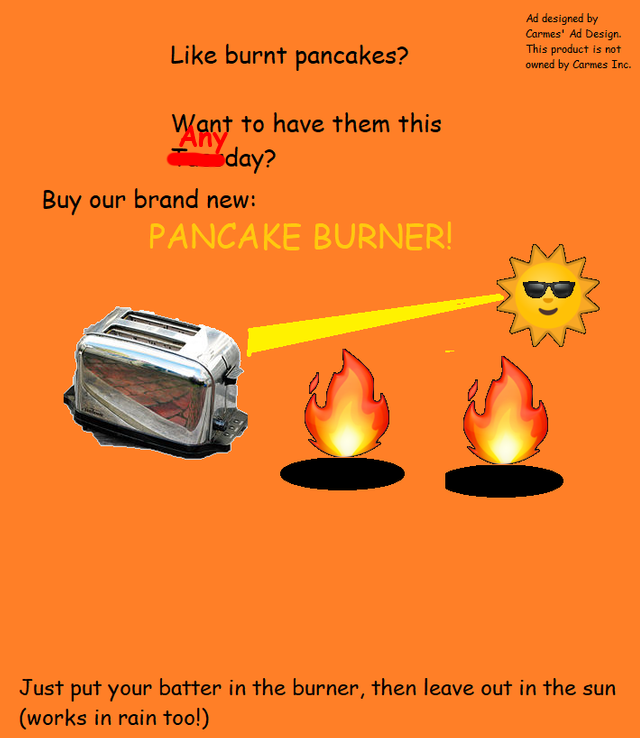 Ad designed by
Carmes' Ad Design.
This product is not
owned by Carmes Inc.
Like burnt pancakes?
Want to have them this
Any
day?
Buy our brand new:
PANCAKE BURNER!
Just put your batter in the burner, then leave out in the sun
(works in rain too!)